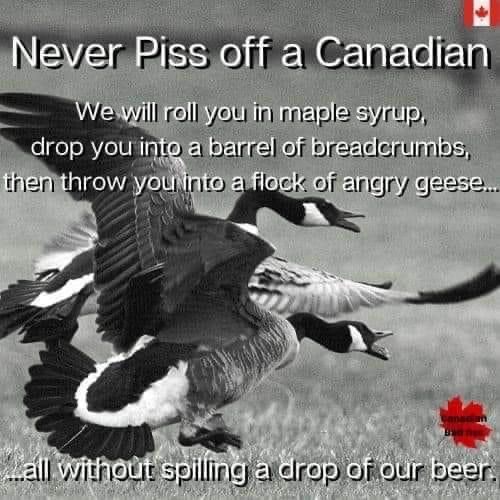 Never Piss off a Canadian
We will roll you in maple syrup,
drop you into a barrel of breadcrumbs,
then throw you into a flock of angry geese...
Canadian
...all without spilling a drop of our beer.